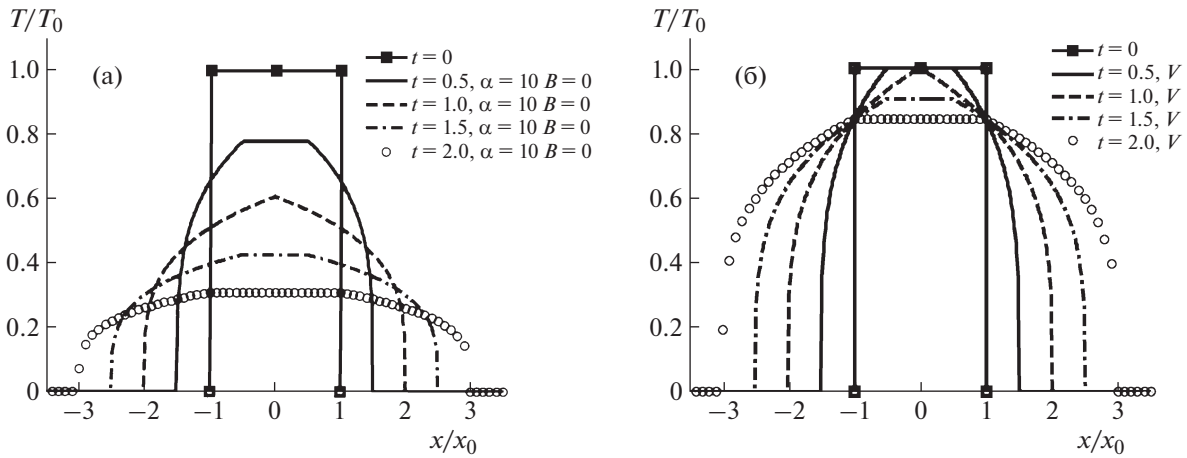 T/T₀
(а)
t = 0
t = 0.5, α = 10 B = 0
t = 1.0, α = 10 B = 0
t = 1.5, α = 10 B = 0
t = 2.0, α = 10 B = 0
1.0
0.8
0.6
0.4
0.2
0
−3 −2 −1 0 1 2 3
x/x₀
T/T₀
(б)
t = 0
t = 0.5, V
t = 1.0, V
t = 1.5, V
t = 2.0, V
1.0
0.8
0.6
0.4
0.2
0
−3 −2 −1 0 1 2 3
x/x₀